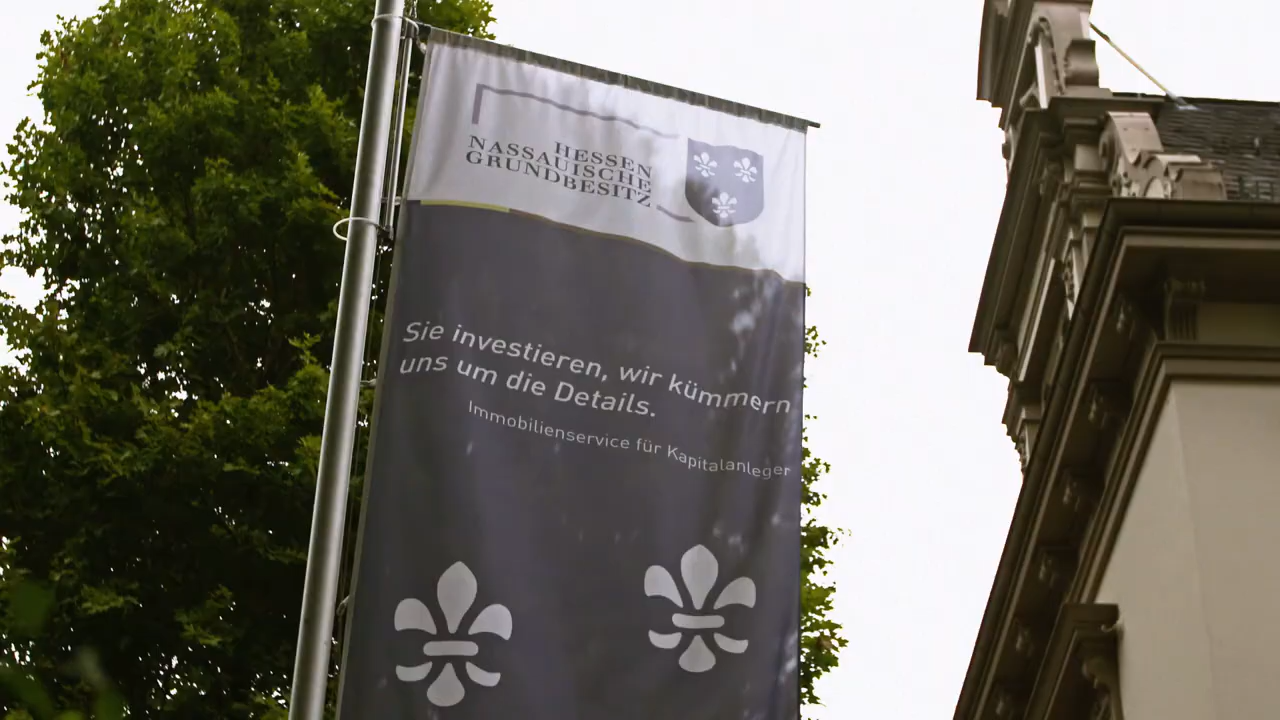 HESSEN
NASSAUISCHE
GRUNDBESITZ
Sie investieren, wir kümmern
uns um die Details.
Immobilienservice für Kapitalanleger